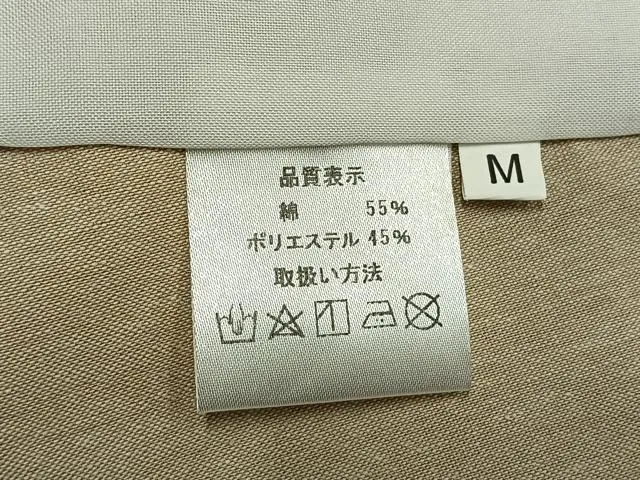 品質表示
綿 55%
ポリエステル 45%
取扱い方法
M